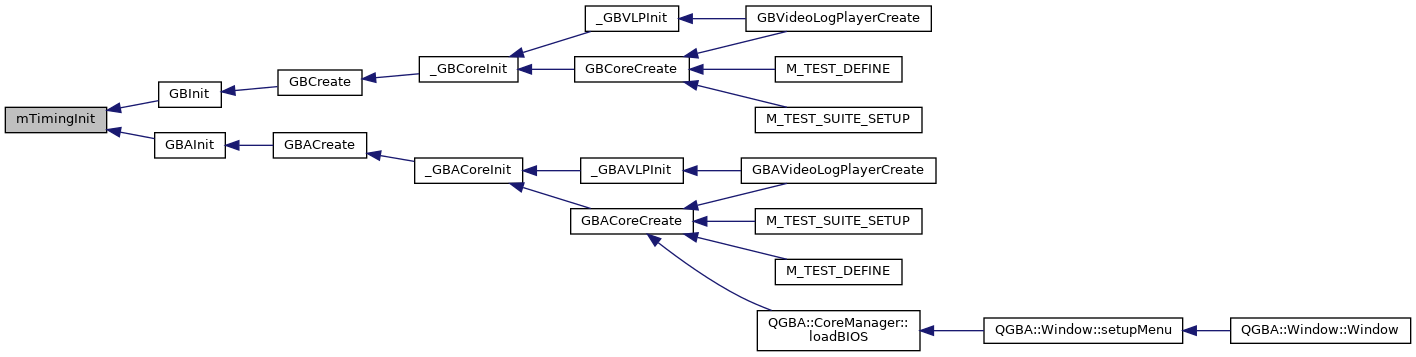 _GBVLPInit
GBVideoLogPlayerCreate
_GBCoreInit
GBCoreCreate
M_TEST_DEFINE
GBCreate
GBInit
mTimingInit
M_TEST_SUITE_SETUP
GBAInit
GBACreate
_GBACoreInit
_GBAVLPInit
GBAVideoLogPlayerCreate
GBACoreCreate
M_TEST_SUITE_SETUP
M_TEST_DEFINE
QGBA::CoreManager::
loadBIOS
QGBA::Window::setupMenu
QGBA::Window::Window